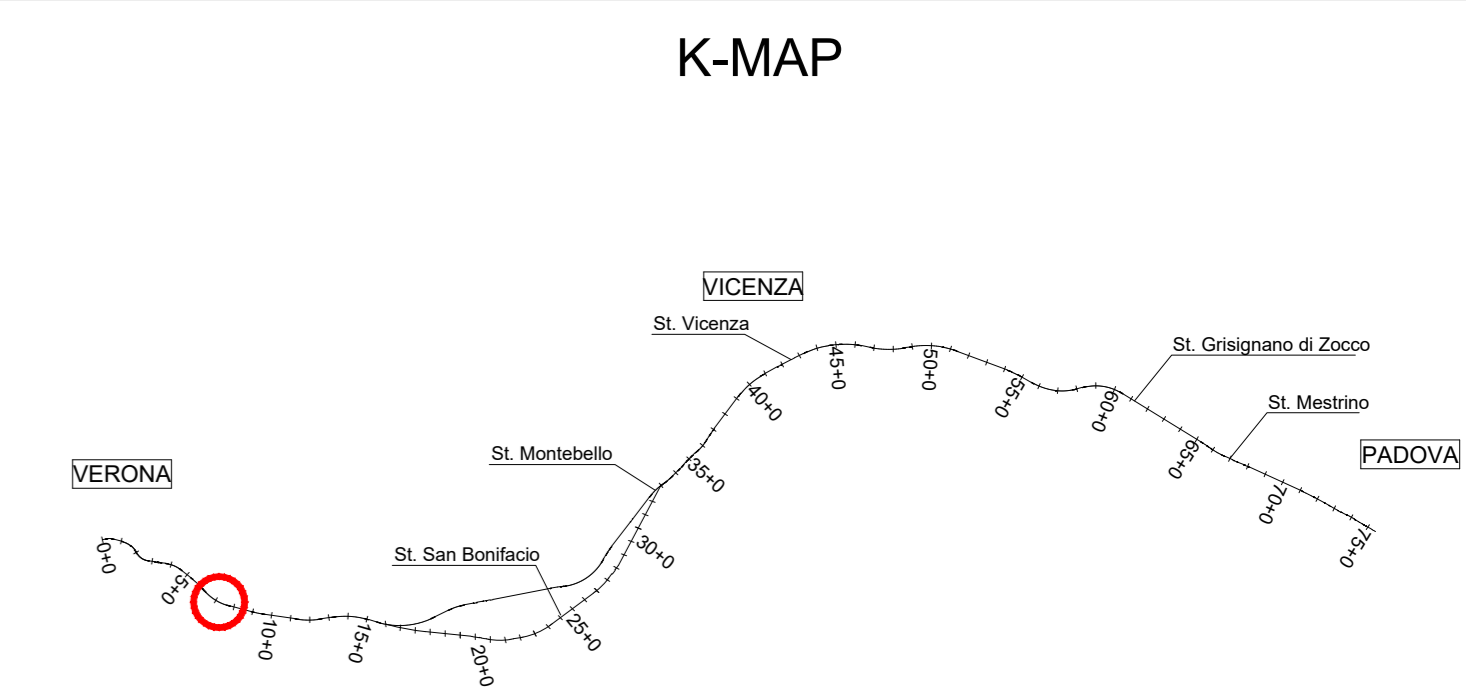 K-MAP
VICENZA
St. Vicenza
St. Grisignano di Zocco
St. Mestrino
St. Montebello
PADOVA
VERONA
St. San Bonifacio
0+0
5+0
10+0
15+0
20+0
25+0
30+0
35+0
40+0
45+0
50+0
55+0
60+0
65+0
70+0
75+0